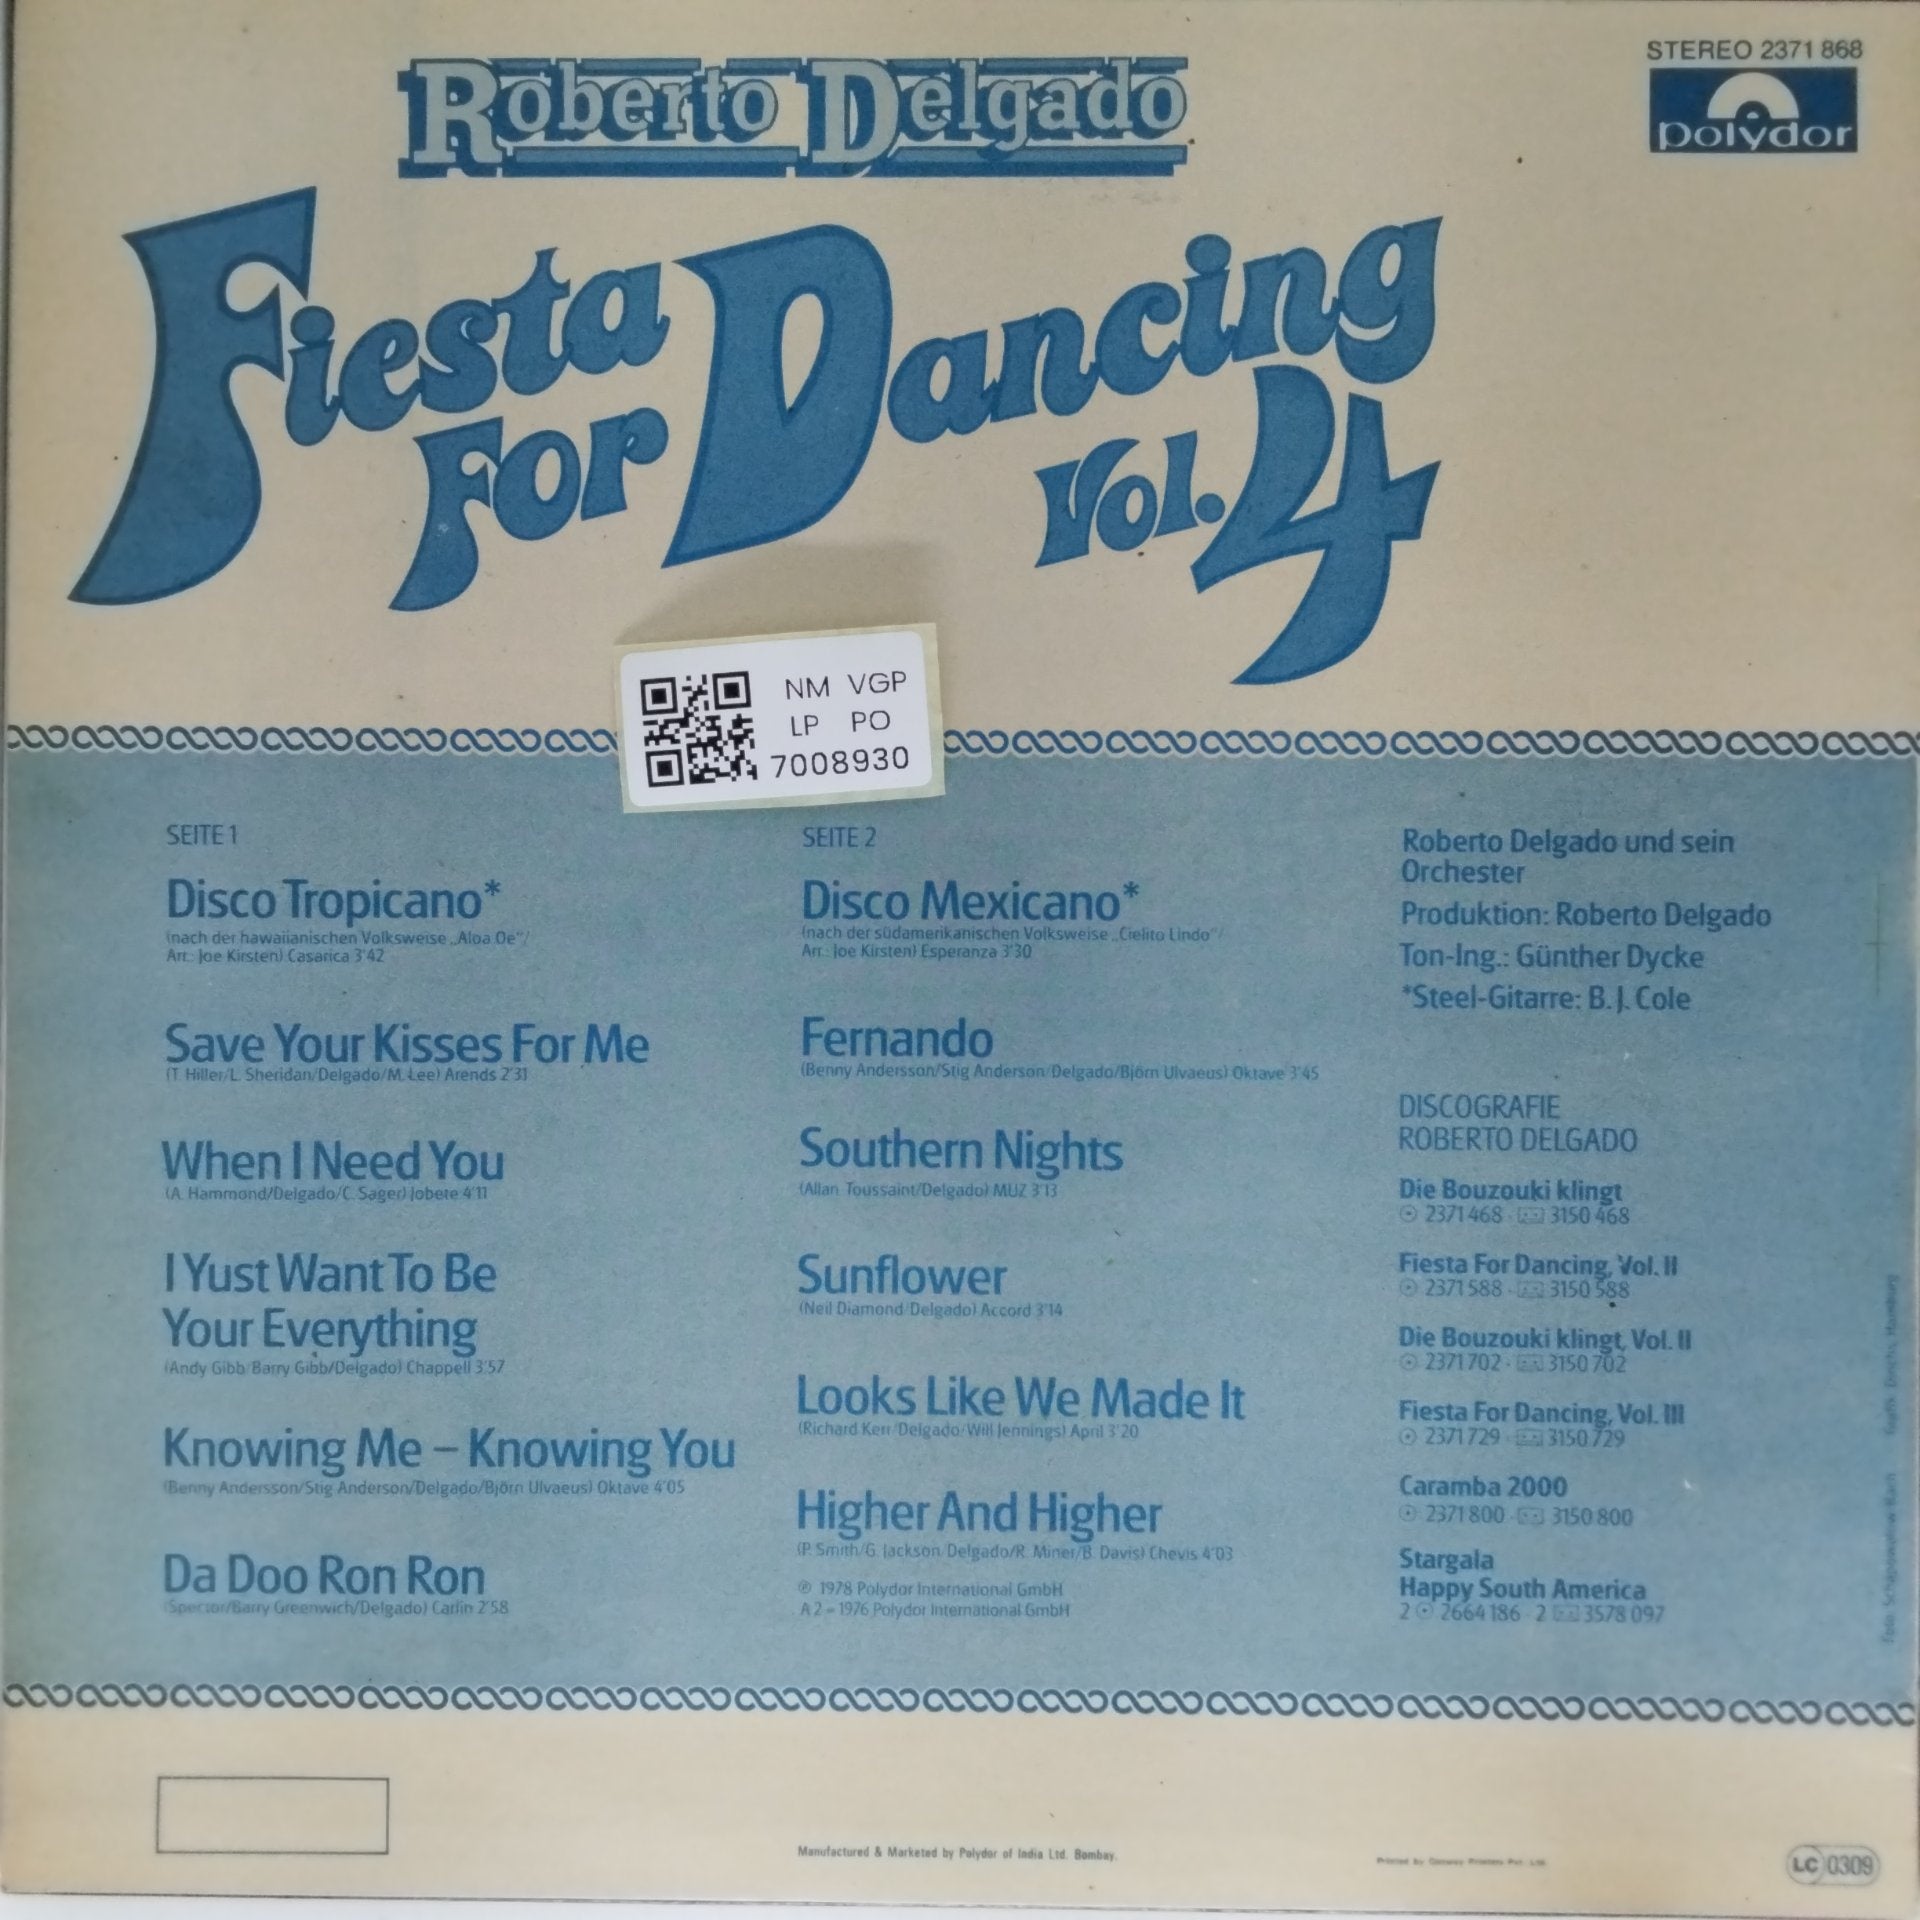 STEREO 2371 868
polydor
Roberto Delgado
Fiesta
For Dancing
Vol. 4
NM VGP
LP PO
7008930
SEITE 1
Disco Tropicano*
(nach der hawaiianischen Volksweise „Aloa Oe“/
Arr.: Joe Kirsten) Casarica 3'42
Save Your Kisses For Me
(T. Hiller/L. Sheridan/Delgado/M. Lee) Arends 2'31
When I Need You
(A. Hammond/Delgado/C. Sager) Jobete 4'11
I Yust Want To Be
Your Everything
(Andy Gibb/Barry Gibb/Delgado) Chappell 3'57
Knowing Me – Knowing You
(Benny Andersson/Stig Anderson/Delgado/Björn Ulvaeus) Oktave 4'05
Da Doo Ron Ron
(Spector/Barry Greenwich/Delgado) Carlin 2'58
SEITE 2
Disco Mexicano*
(nach der südamerikanischen Volksweise „Cielito Lindo“/
Arr.: Joe Kirsten) Esperanza 3'30
Fernando
(Benny Andersson/Stig Anderson/Delgado/Björn Ulvaeus) Oktave 3'45
Southern Nights
(Allan Toussaint/Delgado) MUZ 3'13
Sunflower
(Neil Diamond/Delgado) Accord 3'14
Looks Like We Made It
(Richard Kerr/Delgado/Will Jennings) April 3'20
Higher And Higher
(P. Smith/G. Jackson/Delgado/R. Miner/B. Davis) Chevis 4'03
℗ 1978 Polydor International GmbH
A 2 = 1976 Polydor International GmbH
Roberto Delgado und sein
Orchester
Produktion: Roberto Delgado
Ton-Ing.: Günther Dycke
*Steel-Gitarre: B. J. Cole
DISCOGRAFIE
ROBERTO DELGADO
Die Bouzouki klingt
2371 468 · 3150 468
Fiesta For Dancing, Vol. II
2371 588 · 3150 588
Die Bouzouki klingt, Vol. II
2371 702 · 3150 702
Fiesta For Dancing, Vol. III
2371 729 · 3150 729
Caramba 2000
2371 800 · 3150 800
Stargala
Happy South America
2 2664 186 · 2 3578 097
Manufactured & Marketed by Polydor of India Ltd. Bombay.
Printed by Printers Pvt. Ltd.
LC 0309